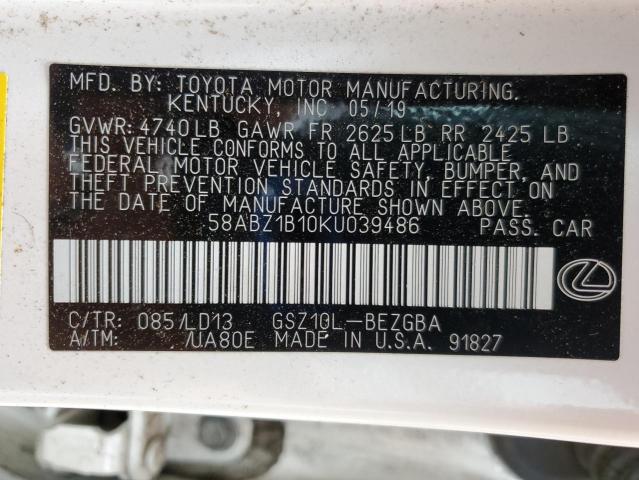 MFD. BY: TOYOTA MOTOR MANUFACTURING,
KENTUCKY, INC 05/19
GVWR: 4740LB GAWR FR 2625LB RR 2425 LB
THIS VEHICLE CONFORMS TO ALL APPLICABLE
FEDERAL MOTOR VEHICLE SAFETY, BUMPER, AND
THEFT PREVENTION STANDARDS IN EFFECT ON
THE DATE OF MANUFACTURE SHOWN ABOVE.
58ABZ1B10KU039486 PASS. CAR
C/TR: 085/LD13 GSZ10L-BEZGBA
A/TM: /UA80E MADE IN U.S.A. 91827